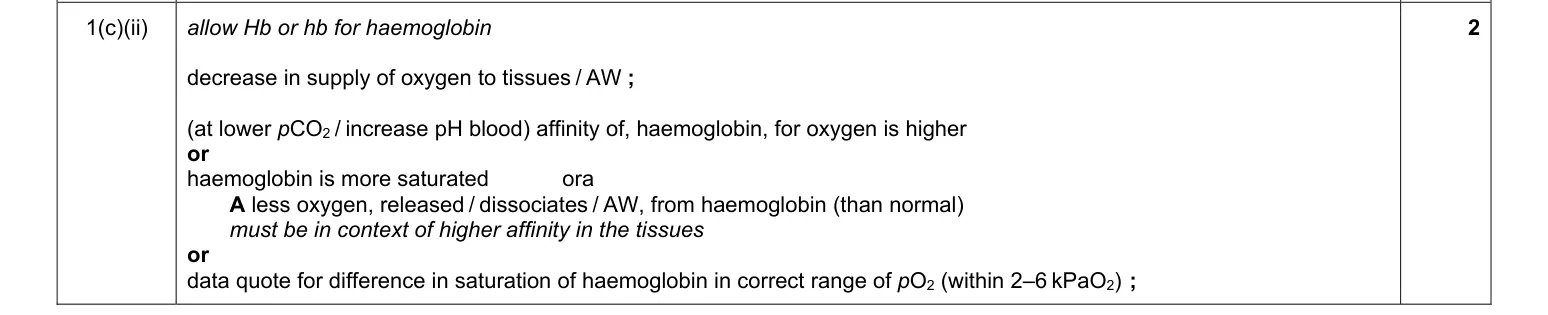 1(c)(ii) allow Hb or hb for haemoglobin 2
decrease in supply of oxygen to tissues / AW ;
(at lower pCO₂ / increase pH blood) affinity of, haemoglobin, for oxygen is higher
or
haemoglobin is more saturated ora
A less oxygen, released / dissociates / AW, from haemoglobin (than normal)
must be in context of higher affinity in the tissues
or
data quote for difference in saturation of haemoglobin in correct range of pO₂ (within 2–6 kPaO₂) ;